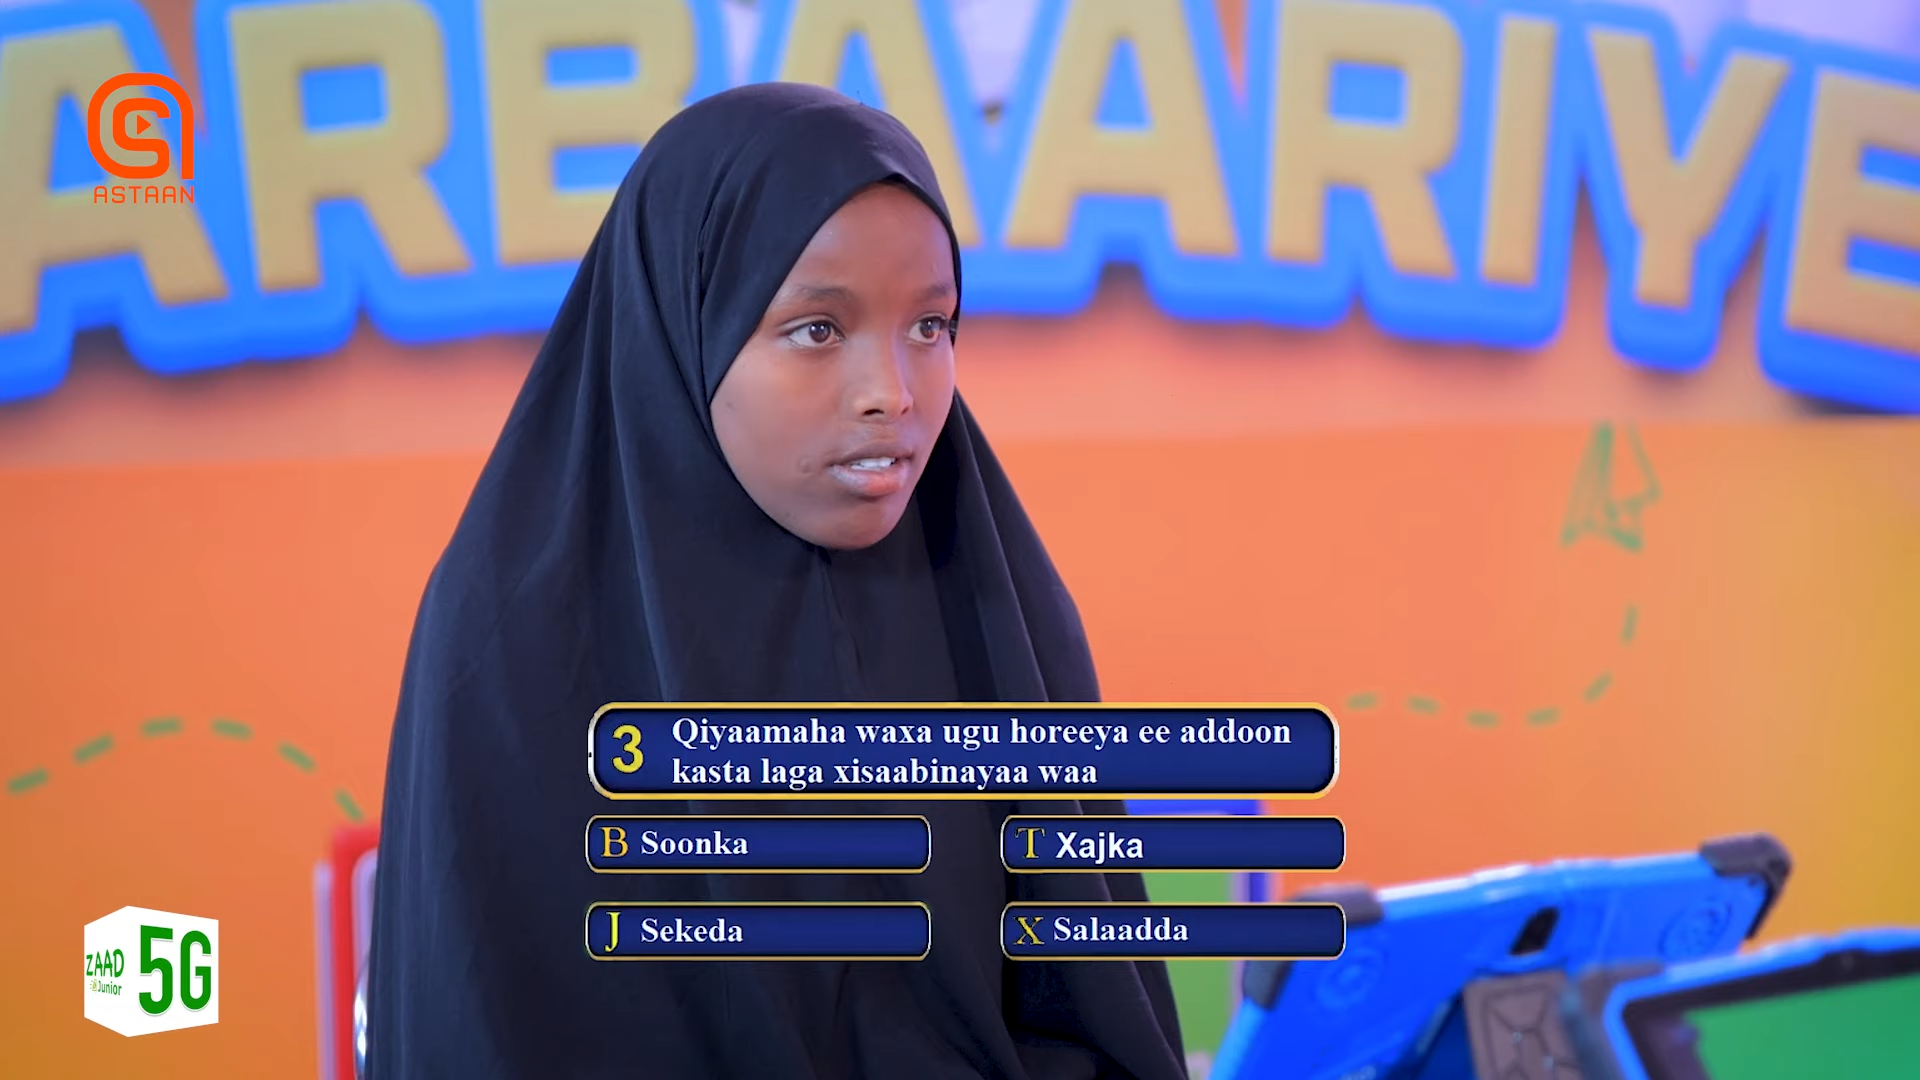 ARBAARIYE
ASTAAN
3
Qiyaamaha waxa ugu horeeya ee addoon
kasta laga xisaabinayaa waa
B Soonka
T Xajka
J Sekeda
X Salaadda
ZAAD
Junior
5G